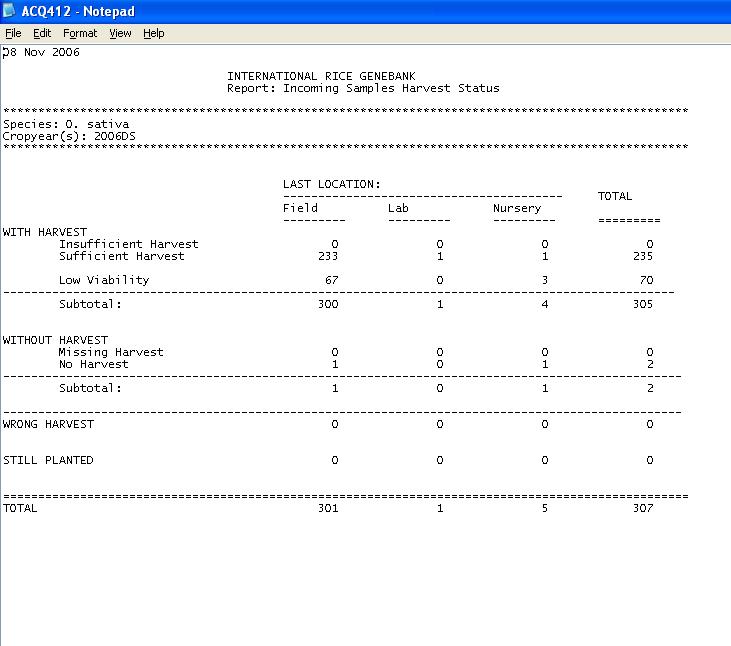 ACQ412 - Notepad
File Edit Format View Help
08 Nov 2006
INTERNATIONAL RICE GENEBANK
Report: Incoming Samples Harvest Status
**************************************************************************************************
Species: O. sativa
Cropyear(s): 2006DS
**************************************************************************************************
LAST LOCATION:
---------------------------------------- TOTAL
Field Lab Nursery
--------- --------- --------- =========
WITH HARVEST
Insufficient Harvest 0 0 0 0
Sufficient Harvest 233 1 1 235
Low Viability 67 0 3 70
------------------------------------------------------------------------------------------------
Subtotal: 300 1 4 305
WITHOUT HARVEST
Missing Harvest 0 0 0 0
No Harvest 1 0 1 2
-------------------------------------------------------------------------------------------------
Subtotal: 1 0 1 2
-------------------------------------------------------------------------------------------------
WRONG HARVEST 0 0 0 0
STILL PLANTED 0 0 0 0
==================================================================================================
TOTAL 301 1 5 307